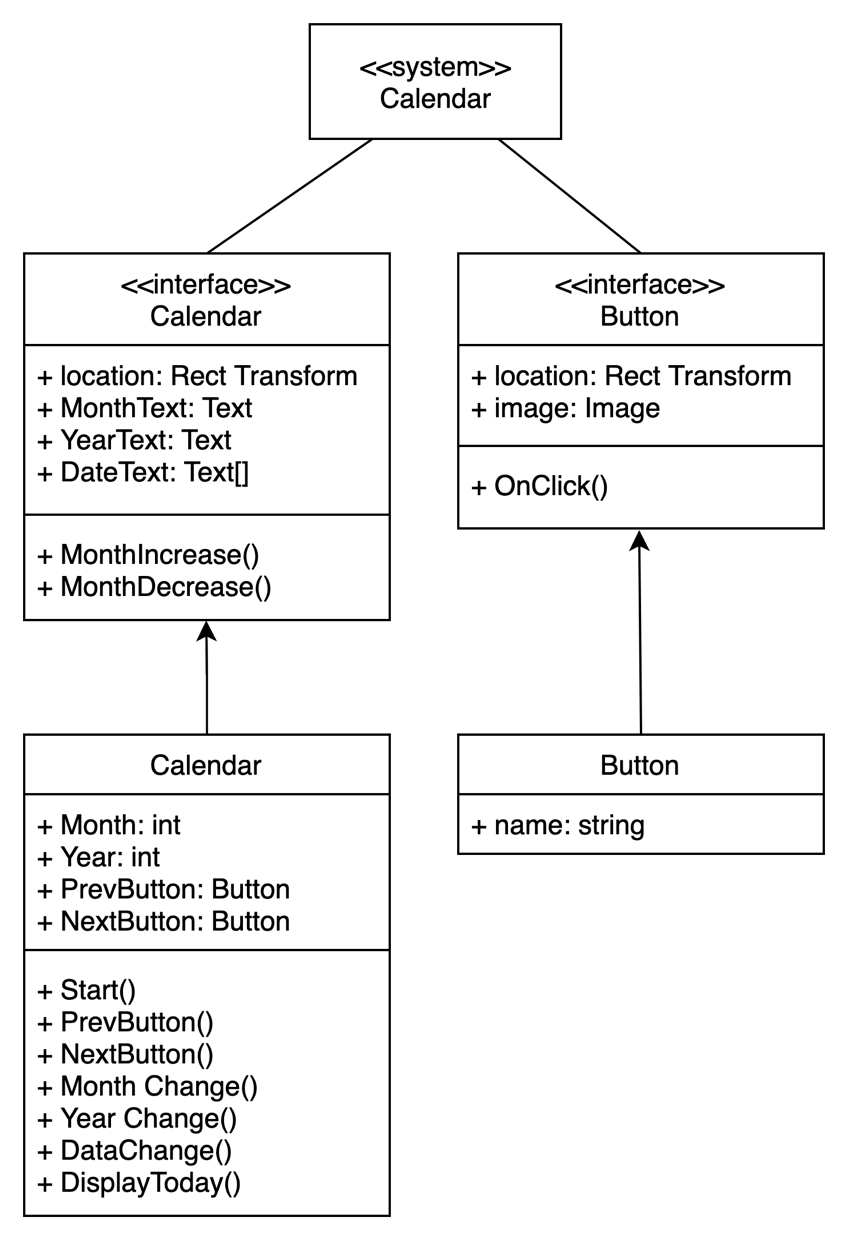 <<system>>
Calendar
<<interface>>
Calendar
+ location: Rect Transform
+ MonthText: Text
+ YearText: Text
+ DateText: Text[]
+ MonthIncrease()
+ MonthDecrease()
<<interface>>
Button
+ location: Rect Transform
+ image: Image
+ OnClick()
Calendar
+ Month: int
+ Year: int
+ PrevButton: Button
+ NextButton: Button
+ Start()
+ PrevButton()
+ NextButton()
+ Month Change()
+ Year Change()
+ DataChange()
+ DisplayToday()
Button
+ name: string